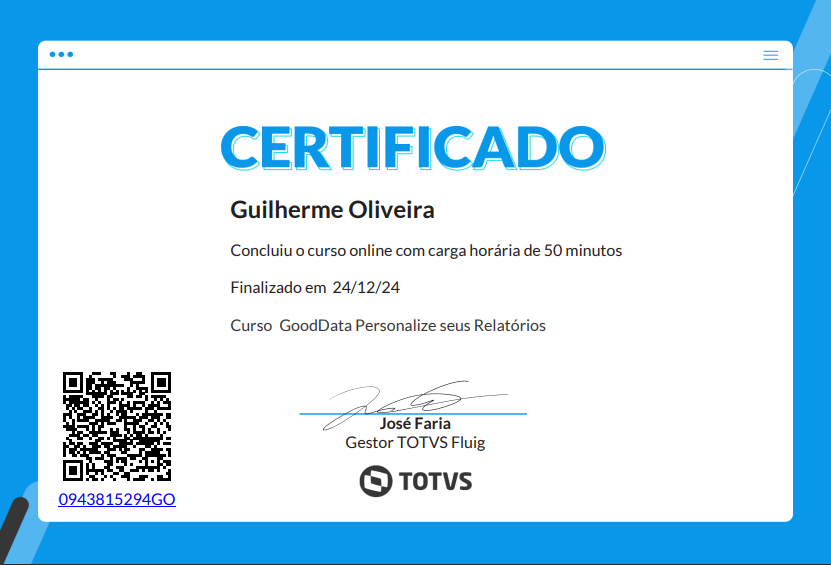 CERTIFICADO
Guilherme Oliveira
Concluiu o curso online com carga horária de 50 minutos
Finalizado em 24/12/24
Curso GoodData Personalize seus Relatórios
José Faria
Gestor TOTVS Fluig
TOTVS
0943815294GO